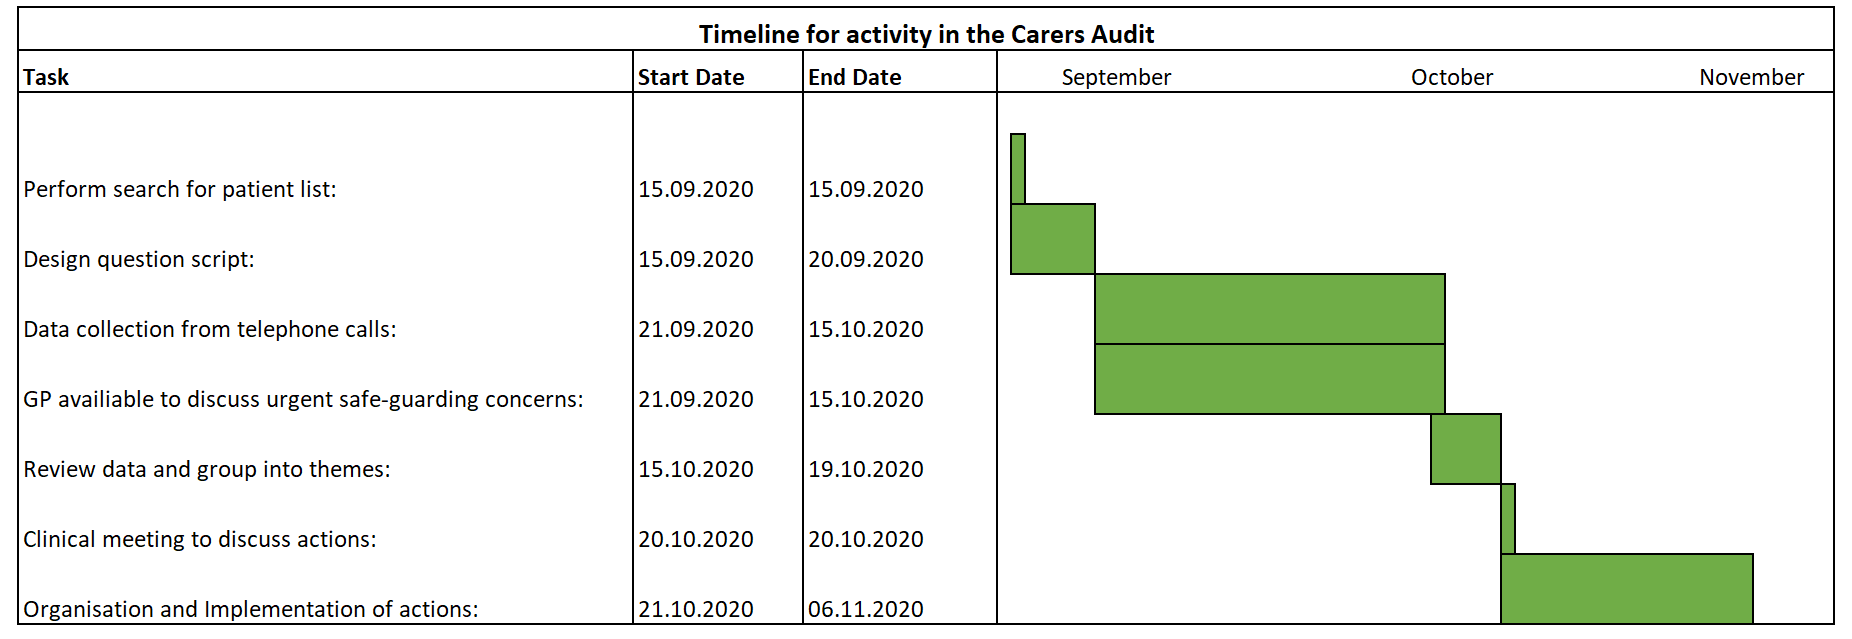 Timeline for activity in the Carers Audit
Task Start Date End Date September October November
Perform search for patient list: 15.09.2020 15.09.2020
Design question script: 15.09.2020 20.09.2020
Data collection from telephone calls: 21.09.2020 15.10.2020
GP availiable to discuss urgent safe-guarding concerns: 21.09.2020 15.10.2020
Review data and group into themes: 15.10.2020 19.10.2020
Clinical meeting to discuss actions: 20.10.2020 20.10.2020
Organisation and Implementation of actions: 21.10.2020 06.11.2020